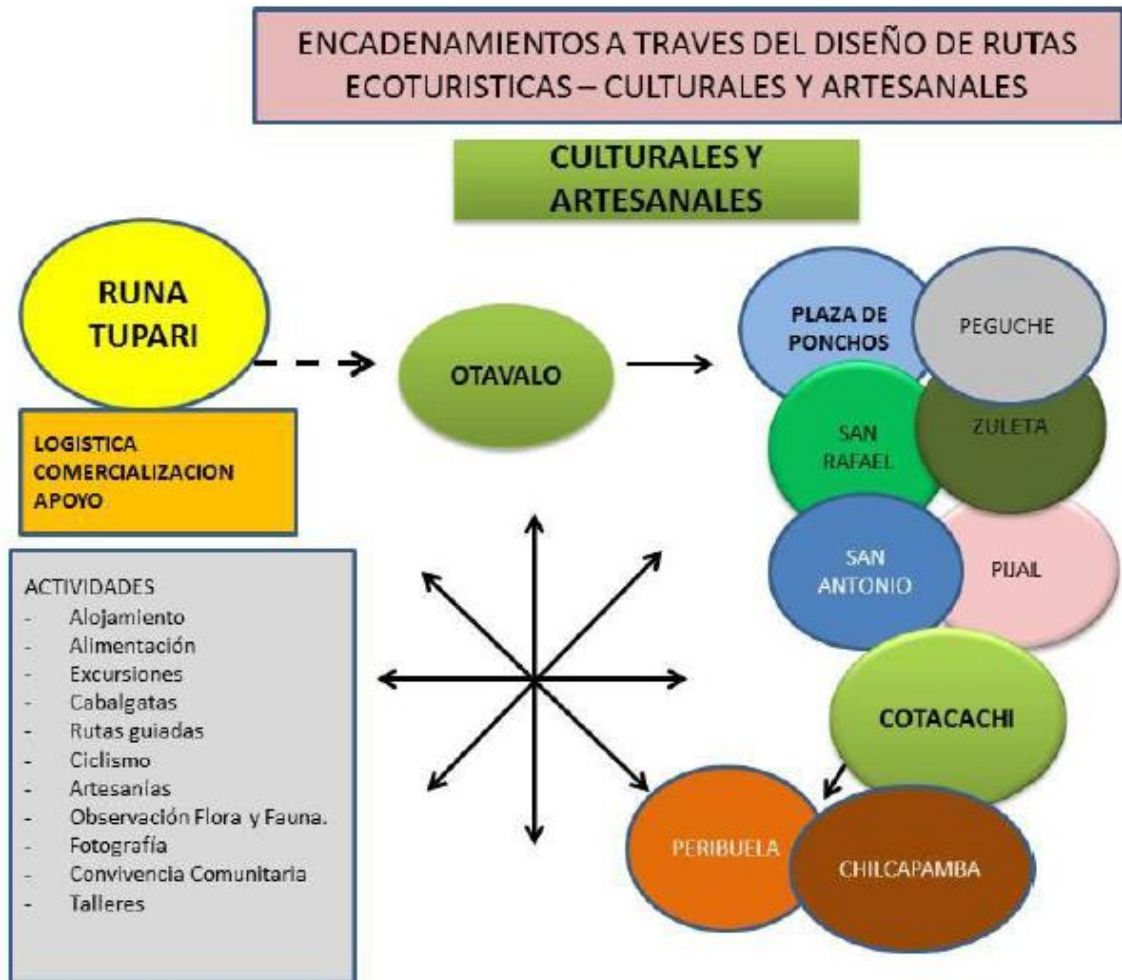 ENCADENAMIENTOS A TRAVES DEL DISEÑO DE RUTAS
ECOTURISTICAS – CULTURALES Y ARTESANALES
CULTURALES Y
ARTESANALES
RUNA
TUPARI
LOGISTICA
COMERCIALIZACION
APOYO
OTAVALO
PLAZA DE
PONCHOS
PEGUCHE
SAN
RAFAEL
ZULETA
SAN
ANTONIO
PIJAIL
COTACACHI
PERIBUELA
CHILCAPAMBA
ACTIVIDADES
- Alojamiento
- Alimentación
- Excursiones
- Cabalgatas
- Rutas guiadas
- Ciclismo
- Artesanías
- Observación Flora y Fauna.
- Fotografía
- Convivencia Comunitaria
- Talleres